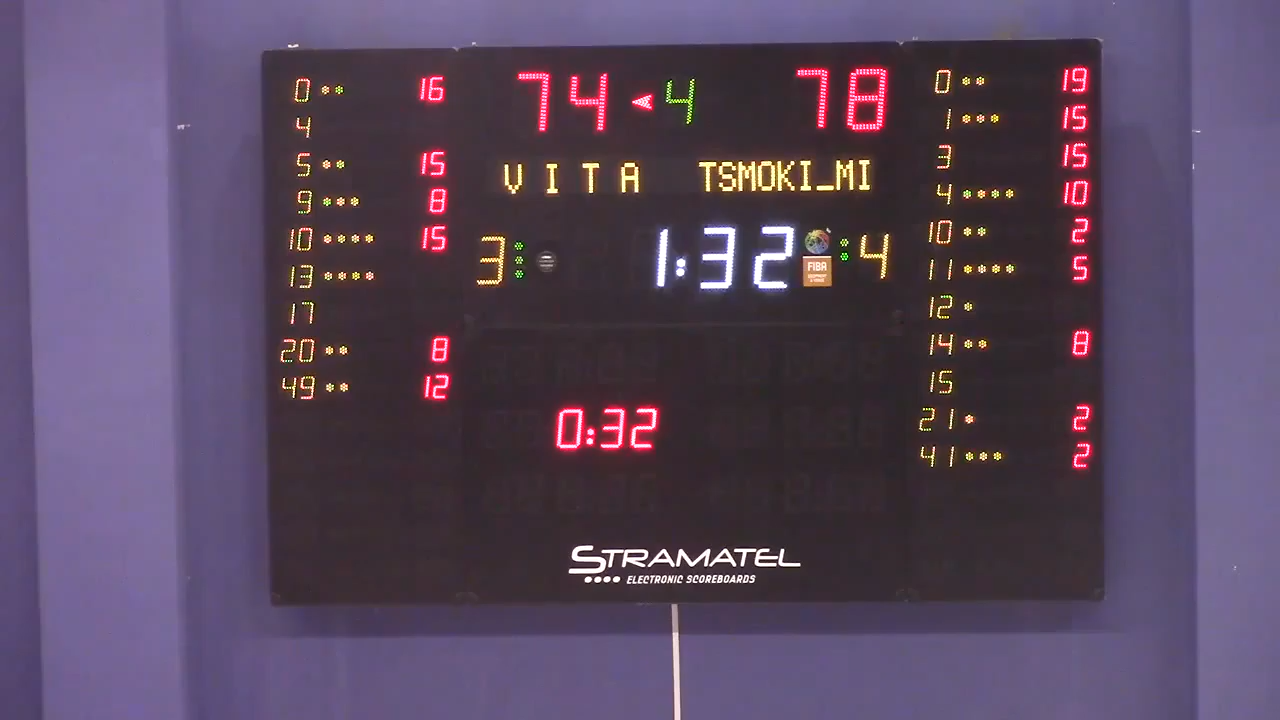 0 16 74 4 78 0 19
4 1 15
5 15 VITA TSMOKI_MI 3 15
9 8 4 10
10 15 3 1:32 4 10 2
13 FIBA 11 5
17 12
20 8 14 8
49 12 15
0:32 21 2
41 2
STRAMATEL
ELECTRONIC SCOREBOARDS